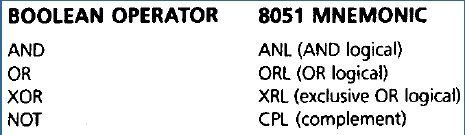 BOOLEAN OPERATOR 8051 MNEMONIC
AND ANL (AND logical)
OR ORL (OR logical)
XOR XRL (exclusive OR logical)
NOT CPL (complement)